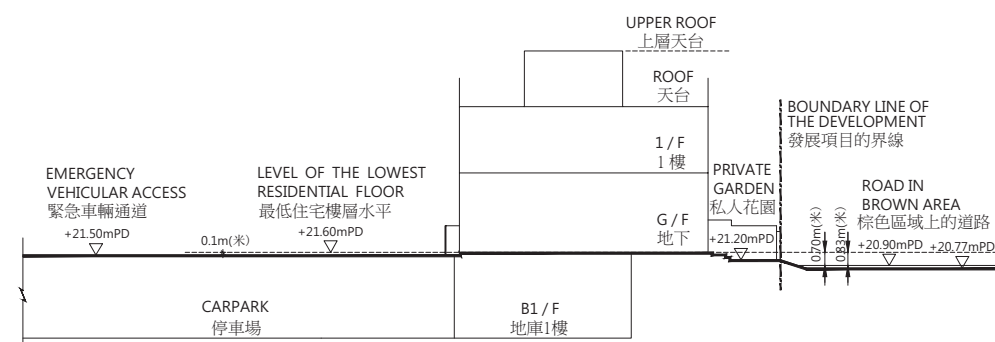 UPPER ROOF
上層天台
ROOF
天台
BOUNDARY LINE OF
THE DEVELOPMENT
發展項目的界線
1 / F
1 樓
EMERGENCY
VEHICULAR ACCESS
緊急車輛通道
+21.50mPD
0.1m(米)
LEVEL OF THE LOWEST
RESIDENTIAL FLOOR
最低住宅樓層水平
+21.60mPD
PRIVATE
GARDEN
私人花園
+21.20mPD
G / F
地下
ROAD IN
BROWN AREA
棕色區域上的道路
0.70m(米)
0.83m(米)
+20.90mPD
+20.77mPD
CARPARK
停車場
B1 / F
地庫1樓